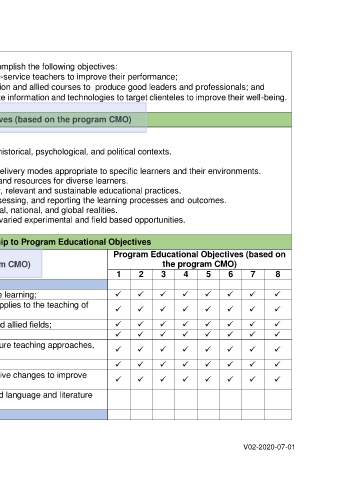 mplish the following objectives:
-service teachers to improve their performance;
ion and allied courses to produce good leaders and professionals; and
te information and technologies to target clienteles to improve their well-being.
ves (based on the program CMO)
historical, psychological, and political contexts.
elivery modes appropriate to specific learners and their environments.
and resources for diverse learners.
, relevant and sustainable educational practices.
sessing, and reporting the learning processes and outcomes.
al, national, and global realities.
varied experimental and field based opportunities.
hip to Program Educational Objectives
m CMO)
Program Educational Objectives (based on
the program CMO)
1 2 3 4 5 6 7 8
e learning; ✓ ✓ ✓ ✓ ✓ ✓ ✓ ✓
pplies to the teaching of ✓ ✓ ✓ ✓ ✓ ✓ ✓ ✓
d allied fields; ✓ ✓ ✓ ✓ ✓ ✓ ✓ ✓
✓ ✓ ✓ ✓ ✓ ✓ ✓ ✓
ure teaching approaches, ✓ ✓ ✓ ✓ ✓ ✓ ✓ ✓
✓ ✓ ✓ ✓ ✓ ✓ ✓ ✓
ive changes to improve ✓ ✓ ✓ ✓ ✓ ✓ ✓ ✓
d language and literature
V02-2020-07-01